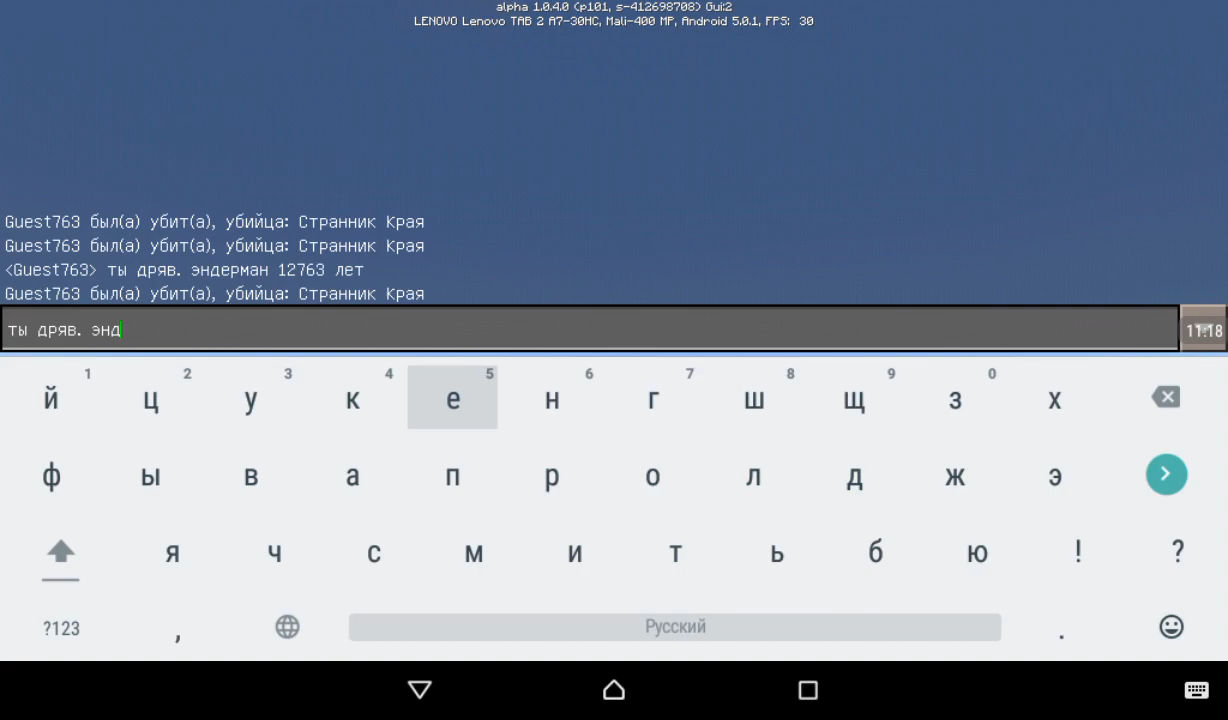 alpha 1.0.4.0 (p101, s-412698708) Gui:2
LENOVO Lenovo TAB 2 A7-30HC, Mali-400 MP, Android 5.0.1, FPS: 30
Guest763 был(а) убит(а), убийца: Странник Края
Guest763 был(а) убит(а), убийца: Странник Края
<Guest763> ты дряв. эндерман 12763 лет
Guest763 был(а) убит(а), убийца: Странник Края
ты дряв. энд
11:18
1 2 3 4 5 6 7 8 9 0
й ц у к е н г ш щ з х
ф ы в а п р о л д ж э
я ч с м и т ь б ю ! ?
?123 , Русский .